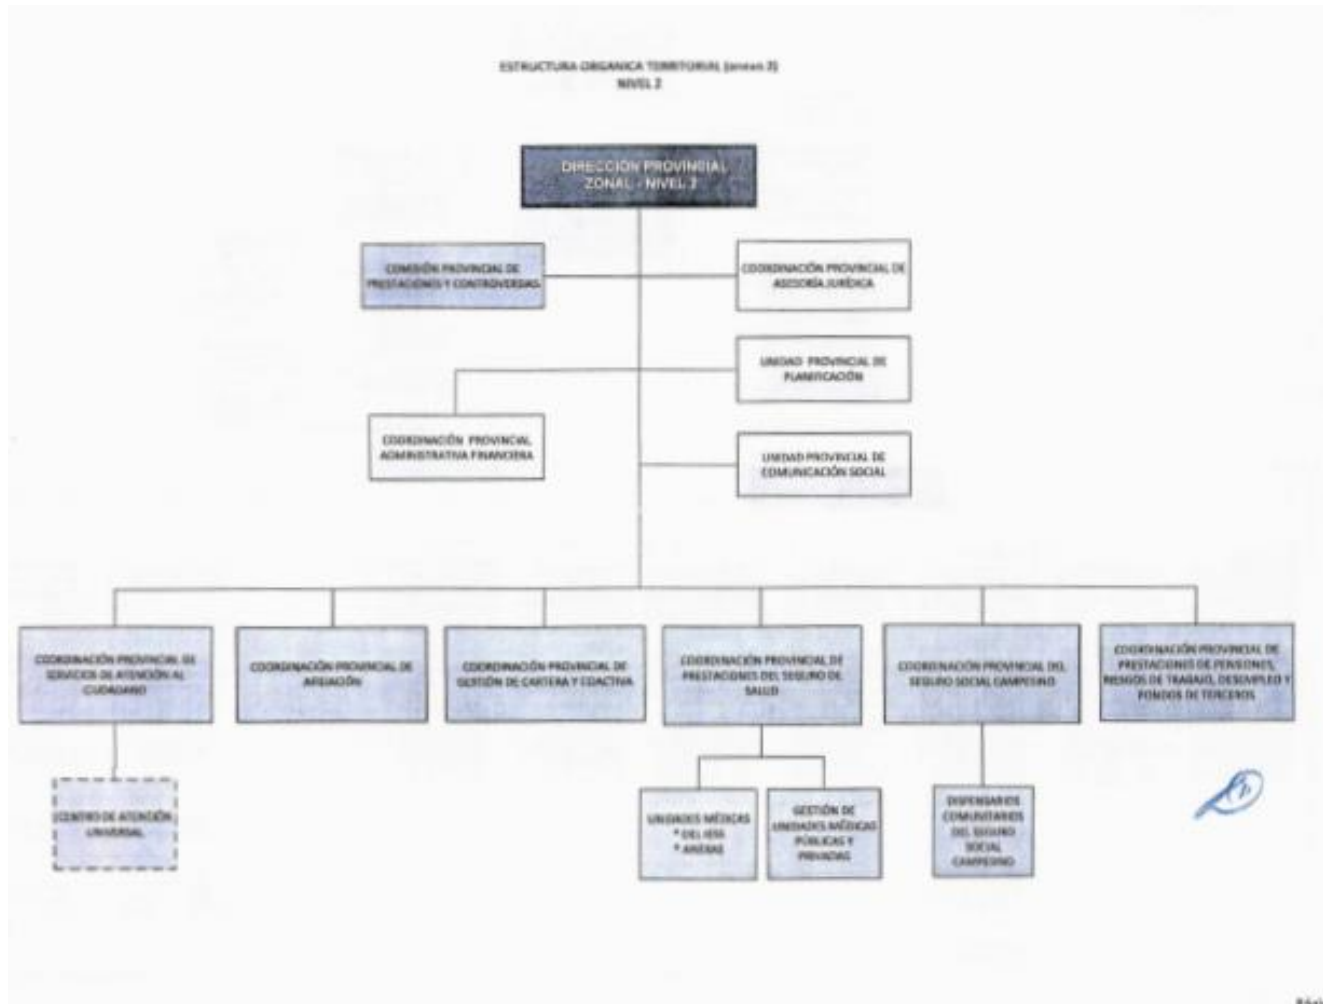 ESTRUCTURA ORGANICA TERRITORIAL (anexo 2)
NIVEL 2
DIRECCIÓN PROVINCIAL
ZONAL - NIVEL 2
COMISIÓN PROVINCIAL DE
PRESTACIONES Y CONTROVERSIAS
COORDINACIÓN PROVINCIAL DE
ASESORÍA JURÍDICA
UNIDAD PROVINCIAL DE
PLANIFICACIÓN
COORDINACIÓN PROVINCIAL
ADMINISTRATIVA FINANCIERA
UNIDAD PROVINCIAL DE
COMUNICACIÓN SOCIAL
COORDINACIÓN PROVINCIAL DE
SERVICIOS DE ATENCIÓN AL
CIUDADANO
COORDINACIÓN PROVINCIAL DE
AFILIACIÓN
COORDINACIÓN PROVINCIAL DE
GESTIÓN DE CARTERA Y COACTIVA
COORDINACIÓN PROVINCIAL DE
PRESTACIONES DEL SEGURO DE
SALUD
COORDINACIÓN PROVINCIAL DEL
SEGURO SOCIAL CAMPESINO
COORDINACIÓN PROVINCIAL DE
PRESTACIONES DE PENSIONES,
RIESGOS DE TRABAJO, DESEMPLEO Y
FONDOS DE TERCEROS
CENTRO DE ATENCIÓN
UNIVERSAL
UNIDADES MÉDICAS
* DEL IESS
* ANEXAS
GESTIÓN DE
UNIDADES MÉDICAS
PÚBLICAS Y
PRIVADAS
DISPENSARIOS
COMUNITARIOS
DEL SEGURO
SOCIAL
CAMPESINO